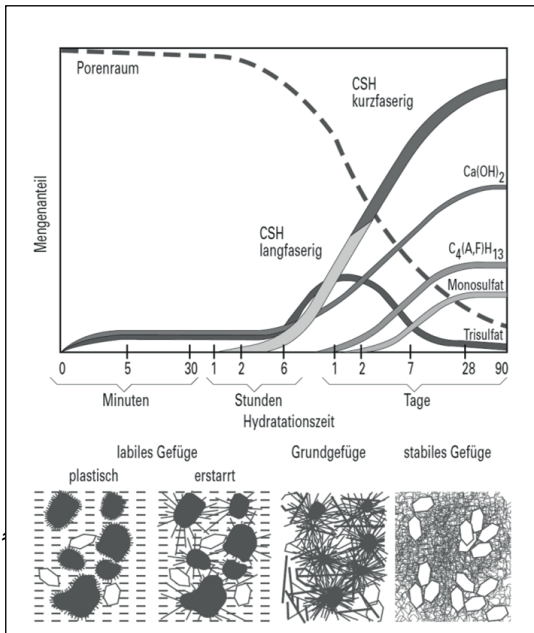 Porenraum
CSH
kurzfaserig
Ca(OH)2
CSH
langfaserig
C4(A,F)H13
Monosulfat
Trisulfat
Mengenanteil
0 5 30 1 2 6 1 2 7 28 90
Minuten Stunden Tage
Hydratationszeit
labiles Gefüge Grundgefüge stabiles Gefüge
plastisch erstarrt